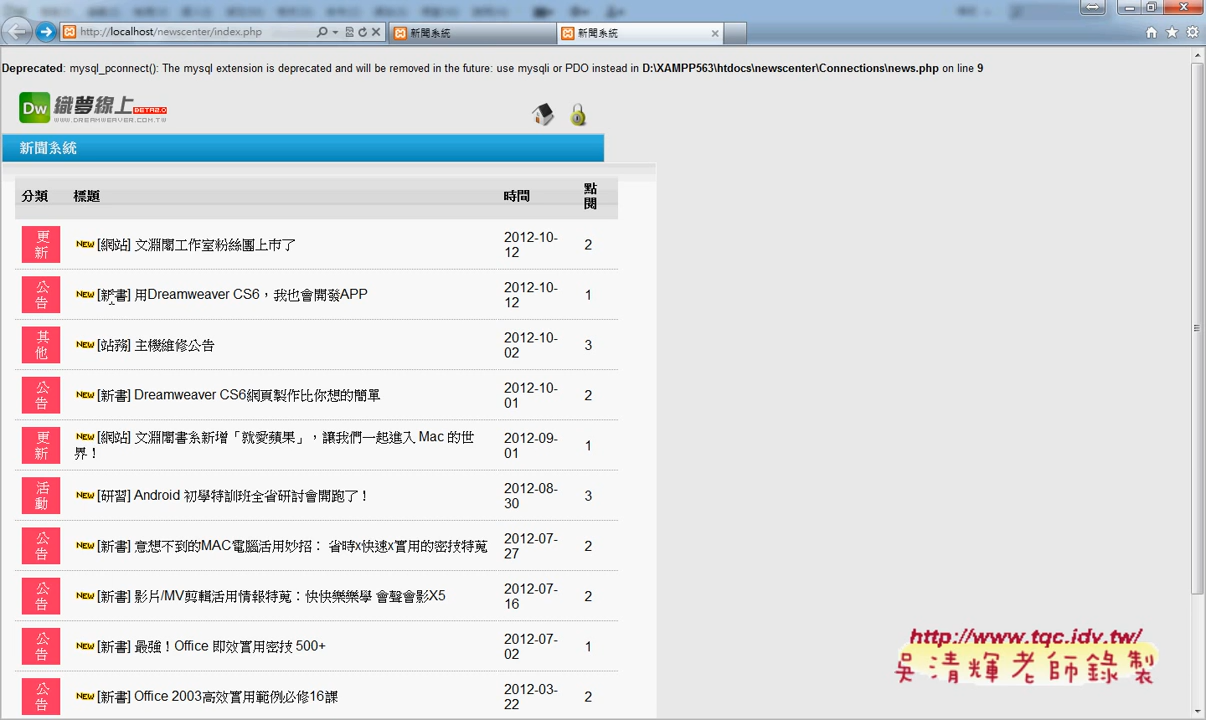 http://localhost/newscenter/index.php
新聞系統
新聞系統
Deprecated: mysql_pconnect(): The mysql extension is deprecated and will be removed in the future: use mysqli or PDO instead in D:\XAMPP563\htdocs\newscenter\Connections\news.php on line 9
Dw 織夢線上 BETA2.0
WWW.DREAMWEAVER.COM.TW
新聞系統
分類 標題 時間 點閱
更新 NEW [網站] 文淵閣工作室粉絲團上市了 2012-10-12 2
公告 NEW [新書] 用Dreamweaver CS6，我也會開發APP 2012-10-12 1
其他 NEW [站務] 主機維修公告 2012-10-02 3
公告 NEW [新書] Dreamweaver CS6網頁製作比你想的簡單 2012-10-01 2
更新 NEW [網站] 文淵閣書系新增「就愛蘋果」，讓我們一起進入 Mac 的世界！ 2012-09-01 1
活動 NEW [研習] Android 初學特訓班全省研討會開跑了！ 2012-08-30 3
公告 NEW [新書] 意想不到的MAC電腦活用妙招： 省時x快速x實用的密技特蒐 2012-07-27 2
公告 NEW [新書] 影片/MV剪輯活用情報特蒐：快快樂樂學 會聲會影X5 2012-07-16 2
公告 NEW [新書] 最強！Office 即效實用密技 500+ 2012-07-02 1
公告 NEW [新書] Office 2003高效實用範例必修16課 2012-03-22 2
http://www.tqc.idv.tw/
吳清輝老師錄製